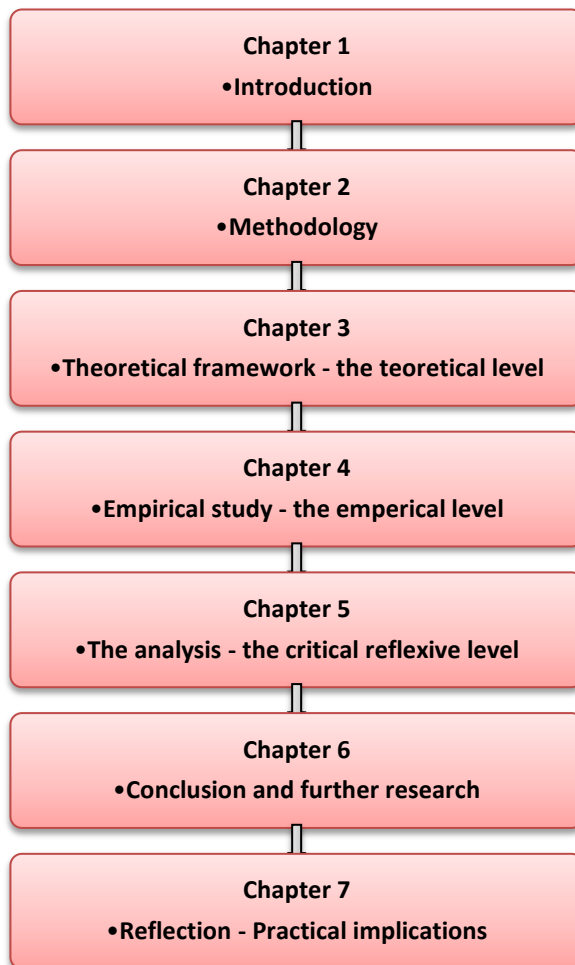 Chapter 1
•Introduction
Chapter 2
•Methodology
Chapter 3
•Theoretical framework - the teoretical level
Chapter 4
•Empirical study - the emperical level
Chapter 5
•The analysis - the critical reflexive level
Chapter 6
•Conclusion and further research
Chapter 7
•Reflection - Practical implications